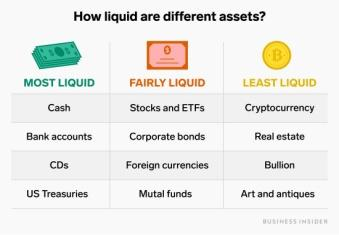 How liquid are different assets?
MOST LIQUID FAIRLY LIQUID LEAST LIQUID
Cash Stocks and ETFs Cryptocurrency
Bank accounts Corporate bonds Real estate
CDs Foreign currencies Bullion
US Treasuries Mutal funds Art and antiques
BUSINESS INSIDER